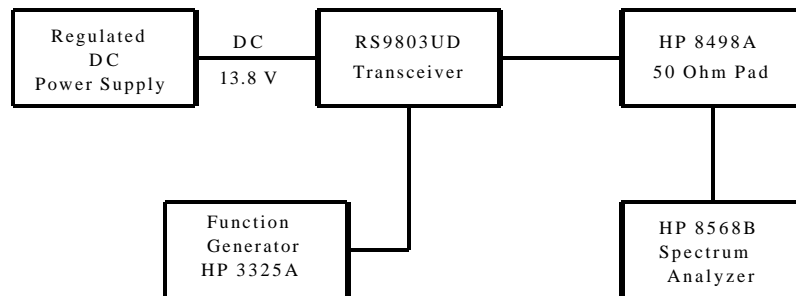 Regulated
DC
Power Supply
DC
13.8 V
RS9803UD
Transceiver
HP 8498A
50 Ohm Pad
Function
Generator
HP 3325A
HP 8568B
Spectrum
Analyzer